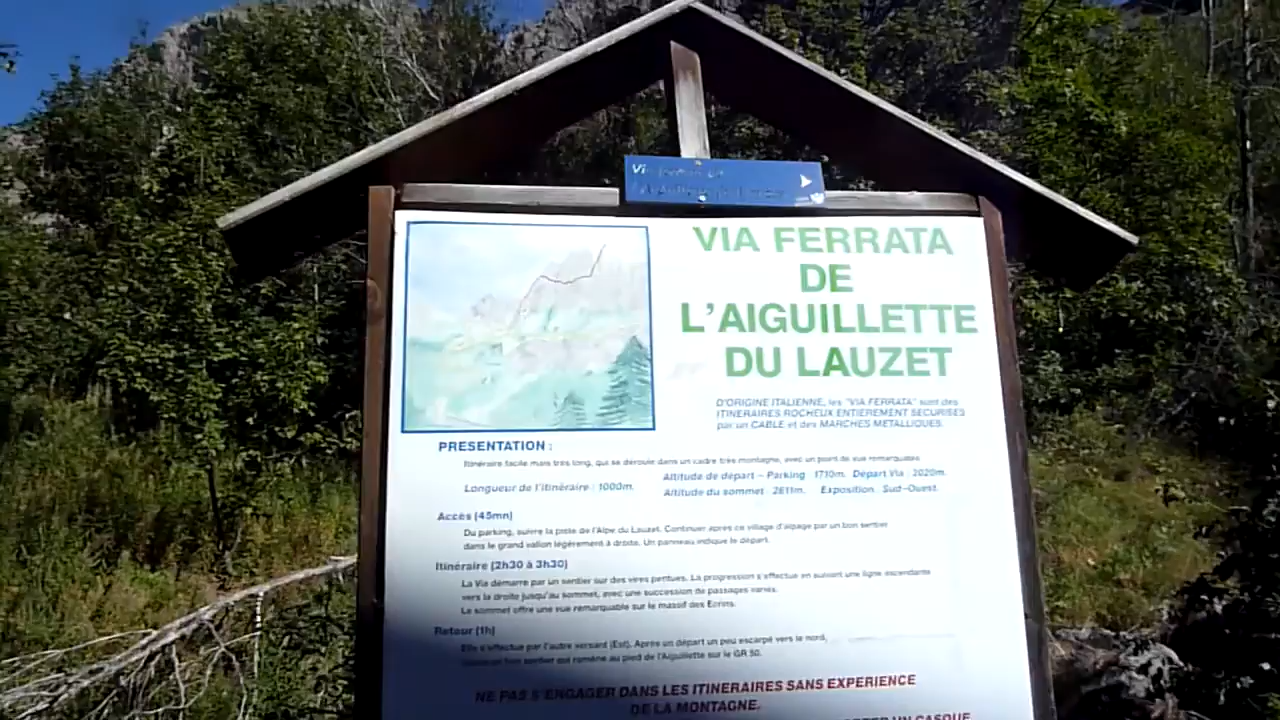 Via
VIA FERRATA
DE
L'AIGUILLETTE
DU LAUZET
D'ORIGINE ITALIENNE, les "VIA FERRATA" sont des
ITINERAIRES ROCHEUX ENTIEREMENT SECURISES
par un CABLE et des MARCHES METALLIQUES.
PRESENTATION :
Itinéraire facile mais très long, qui se déroule dans un cadre très montagne, avec un point de vue remarquable
Longueur de l'itinéraire : 1000m.
Altitude de départ - Parking : 1710m. Départ Via : 2020m.
Altitude du sommet : 2611m. Exposition : Sud-Ouest.
Accès (45mn)
Du parking, suivre la piste de l'Alpe du Lauzet. Continuer après ce village d'alpage par un bon sentier
dans le grand vallon légèrement à droite. Un panneau indique le départ.
Itinéraire (2h30 à 3h30)
La Via démarre par un sentier sur des vires pentues. La progression s'effectue en suivant une ligne ascendante
vers la droite jusqu'au sommet, avec une succession de passages variés.
Le sommet offre une vue remarquable sur le massif des Ecrins.
Retour (1h)
Elle s'effectue par l'autre versant (Est). Après un départ un peu escarpé vers le nord,
bon sentier qui ramène au pied de l'Aiguillette sur le GR 50.
NE PAS S'ENGAGER DANS LES ITINERAIRES SANS EXPERIENCE
DE LA MONTAGNE.
UN CASQUE